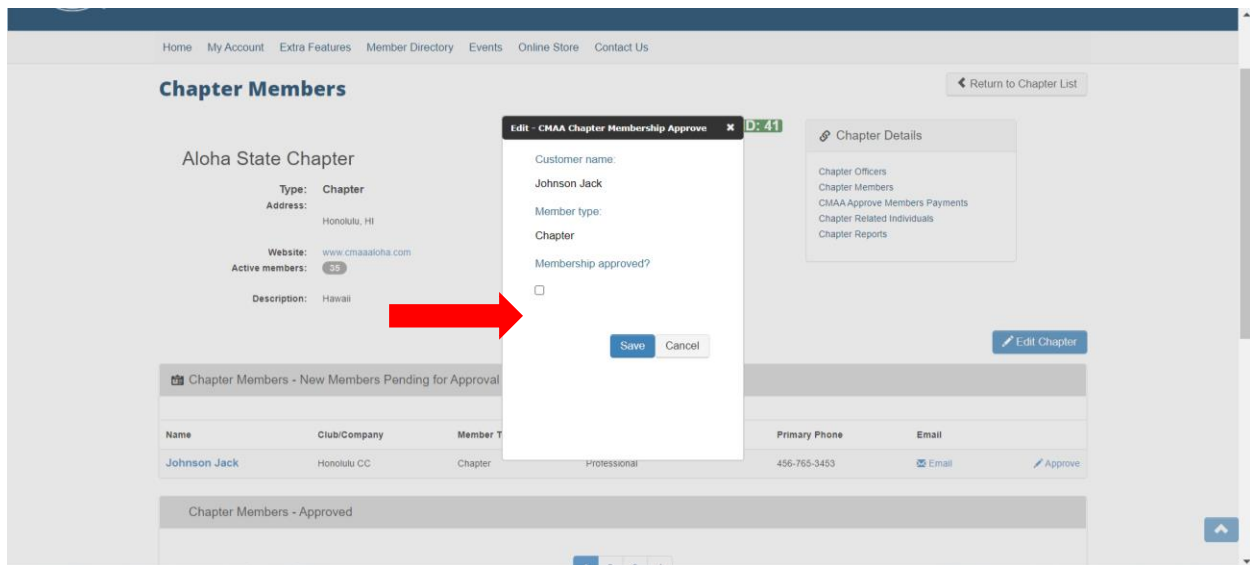 Home My Account Extra Features Member Directory Events Online Store Contact Us
Chapter Members
Return to Chapter List
Edit - CMAA Chapter Membership Approve ×
D: 41
Customer name:
Johnson Jack
Member type:
Chapter
Membership approved?
Save Cancel
Aloha State Chapter
Type: Chapter
Address:
Honolulu, HI
Website: www.cmaaaloha.com
Active members: 35
Description: Hawaii
Chapter Details
Chapter Officers
Chapter Members
CMAA Approve Members Payments
Chapter Related Individuals
Chapter Reports
Edit Chapter
Chapter Members - New Members Pending for Approval
Name Club/Company Member T Primary Phone Email
Johnson Jack Honolulu CC Chapter Professional 456-765-3453 Email Approve
Chapter Members - Approved